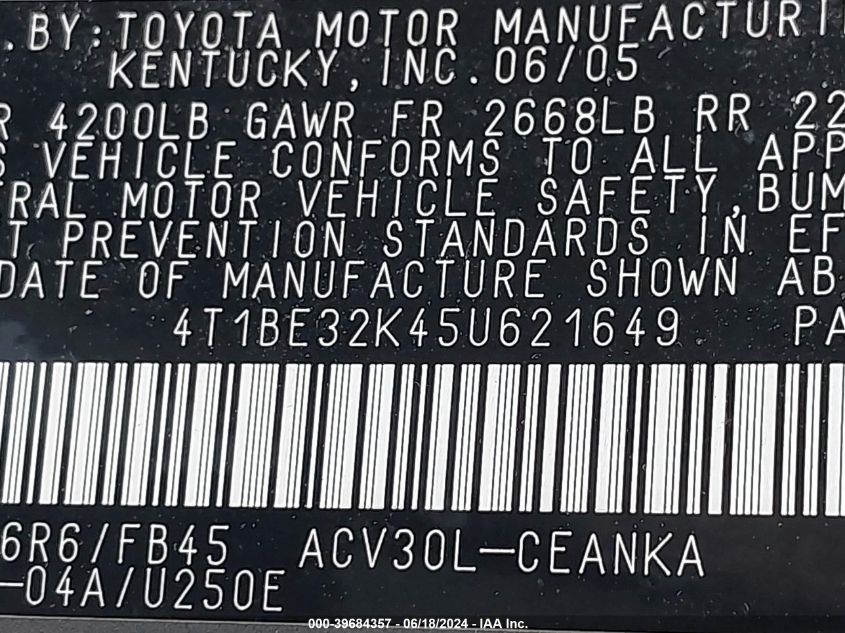 . BY: TOYOTA MOTOR MANUFACTURI
KENTUCKY, INC. 06/05
R 4200LB GAWR FR 2668LB RR 22
S VEHICLE CONFORMS TO ALL APP
ERAL MOTOR VEHICLE SAFETY, BUM
T PREVENTION STANDARDS IN EF
DATE OF MANUFACTURE SHOWN AB
4T1BE32K45U621649 PA
6R6/FB45 ACV30L-CEANKA
-04A/U250E
000-39684357 - 06/18/2024 - IAA Inc.